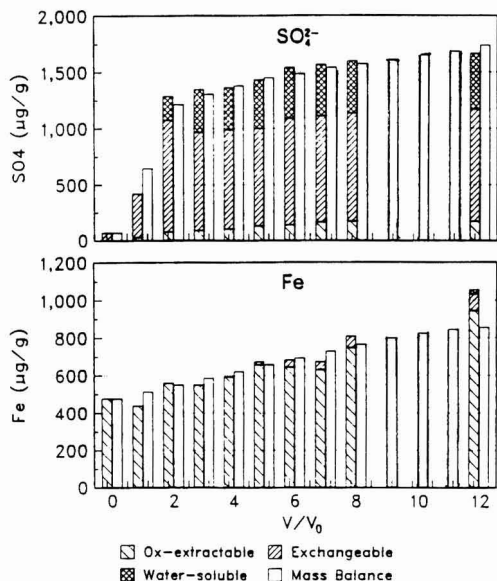 SO₄²⁻
2,000
1,500
1,000
500
0
SO4 (µg/g)
Fe
1,200
1,000
800
600
400
200
0
Fe (µg/g)
0 2 4 6 8 10 12
V/V₀
Ox-extractable Exchangeable
Water-soluble Mass Balance